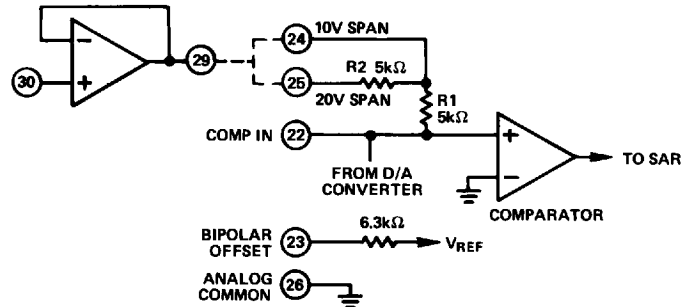 24
10V SPAN
−
29
30
+
25
R2 5kΩ
20V SPAN
R1
5kΩ
COMP IN
22
+
−
TO SAR
FROM D/A
CONVERTER
COMPARATOR
BIPOLAR
OFFSET
23
6.3kΩ
VREF
ANALOG
COMMON
26